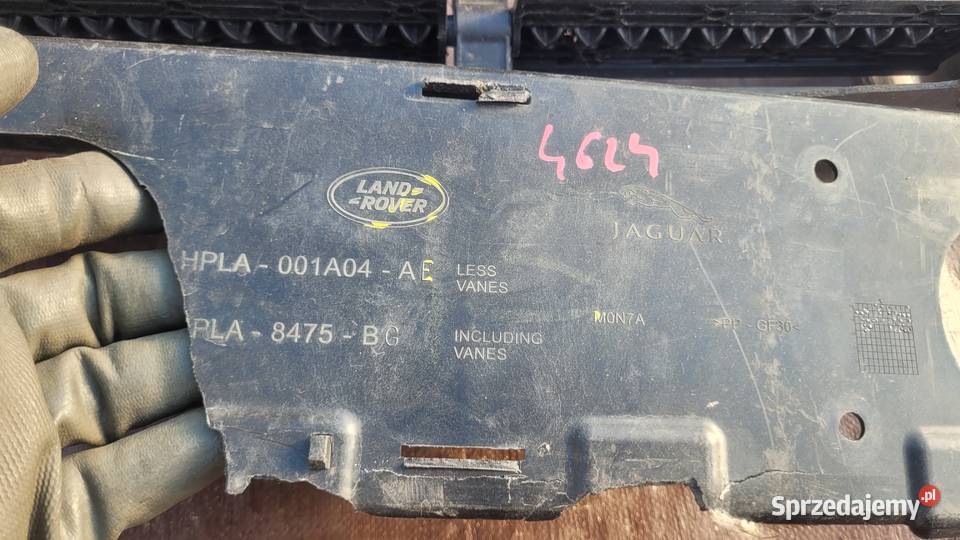 4624
LAND
ROVER
JAGUAR
HPLA - 001A04 - AE LESS
VANES
M0N7A >PP - GF30<
PLA - 8475 - BG INCLUDING
VANES
Sprzedajemy.pl